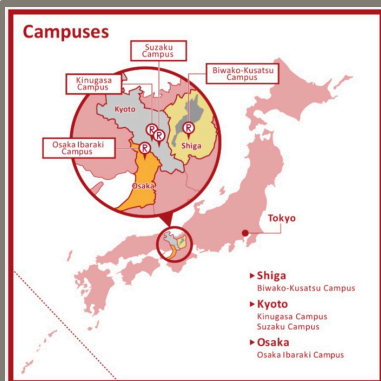 Campuses
Suzaku
Campus
Kinugasa
Campus
Biwako-Kusatsu
Campus
Kyoto
R
R
R
R
Shiga
Osaka Ibaraki
Campus
Osaka
Tokyo
Shiga
Biwako-Kusatsu Campus
Kyoto
Kinugasa Campus
Suzaku Campus
Osaka
Osaka Ibaraki Campus